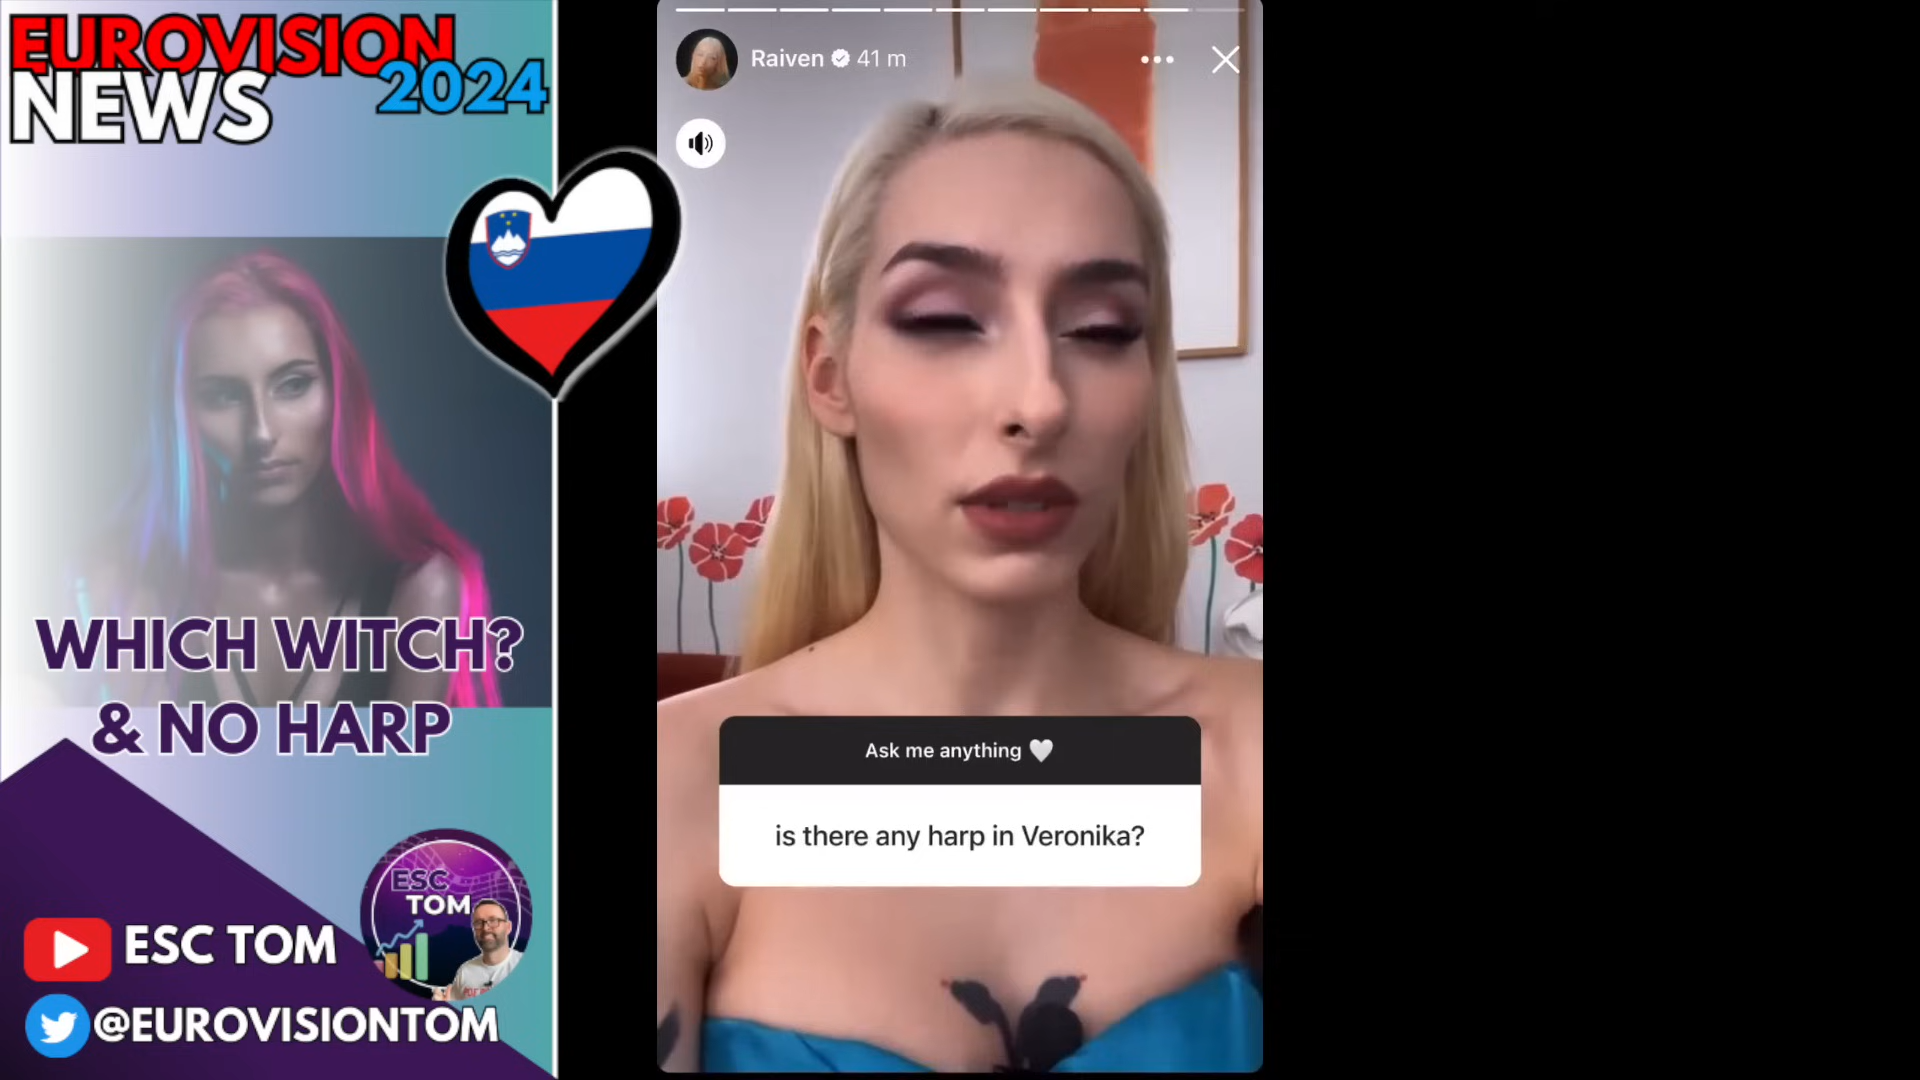 EUROVISION
NEWS 2024
WHICH WITCH?
& NO HARP
ESC TOM
ESC
TOM
@EUROVISIONTOM
Raiven 41 m
Ask me anything 🤍
is there any harp in Veronika?